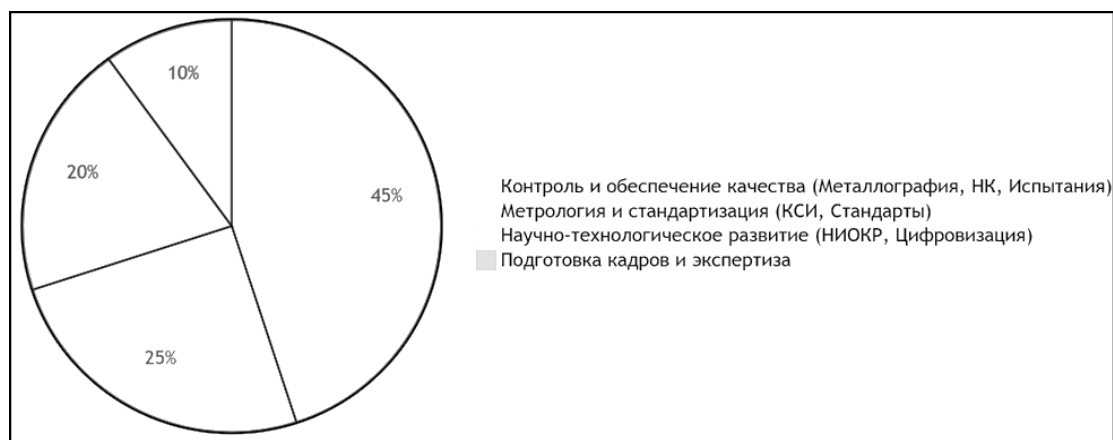 10%
20%
45%
25%
Контроль и обеспечение качества (Металлография, НК, Испытания)
Метрология и стандартизация (КСИ, Стандарты)
Научно-технологическое развитие (НИОКР, Цифровизация)
Подготовка кадров и экспертиза